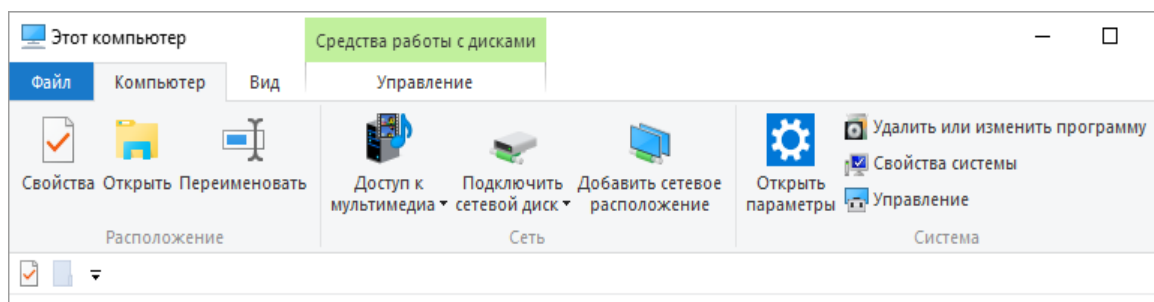 Этот компьютер
Средства работы с дисками
Файл Компьютер Вид Управление
Свойства Открыть Переименовать
Доступ к мультимедиа
Подключить сетевой диск
Добавить сетевое расположение
Открыть параметры
Удалить или изменить программу
Свойства системы
Управление
Расположение Сеть Система